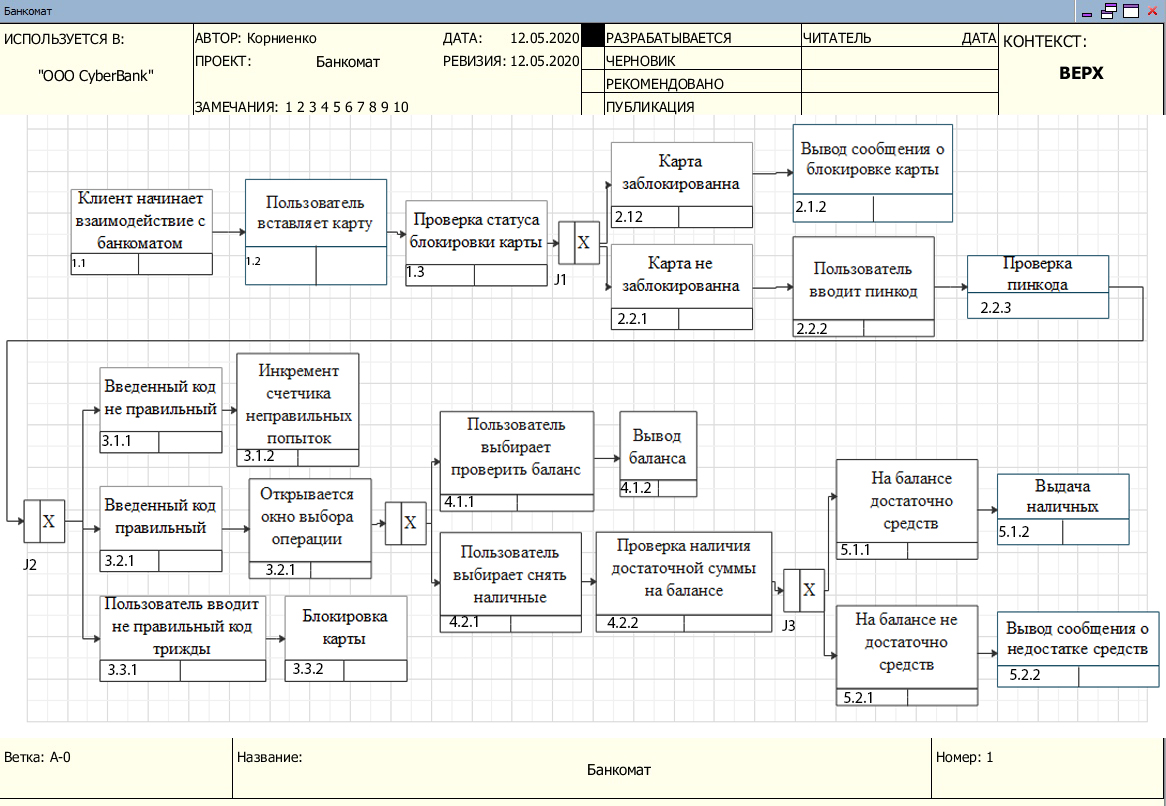 Банкомат
ИСПОЛЬЗУЕТСЯ В:
"ООО CyberBank"
АВТОР: Корниенко
ДАТА: 12.05.2020
ПРОЕКТ: Банкомат
РЕВИЗИЯ: 12.05.2020
ЗАМЕЧАНИЯ: 1 2 3 4 5 6 7 8 9 10
РАЗРАБАТЫВАЕТСЯ
ЧЕРНОВИК
РЕКОМЕНДОВАНО
ПУБЛИКАЦИЯ
ЧИТАТЕЛЬ
ДАТА
КОНТЕКСТ:
ВЕРХ
Клиент начинает
взаимодействие с
банкоматом
1.1
Пользователь
вставляет карту
1.2
Проверка статуса
блокировки карты
1.3
X
J1
Карта
заблокированна
2.12
Вывод сообщения о
блокировке карты
2.1.2
Карта не
заблокированна
2.2.1
Пользователь
вводит пинкод
2.2.2
Проверка
пинкода
2.2.3
X
J2
Введенный код
не правильный
3.1.1
Инкремент
счетчика
неправильных
попыток
3.1.2
Введенный код
правильный
3.2.1
Открывается
окно выбора
операции
3.2.1
Пользователь вводит
не правильный код
трижды
3.3.1
Блокировка
карты
3.3.2
X
Пользователь
выбирает
проверить баланс
4.1.1
Вывод
баланса
4.1.2
Пользователь
выбирает снять
наличные
4.2.1
Проверка наличия
достаточной суммы
на балансе
4.2.2
X
J3
На балансе
достаточно
средств
5.1.1
Выдача
наличных
5.1.2
На балансе не
достаточно
средств
5.2.1
Вывод сообщения о
недостатке средств
5.2.2
Ветка: А-0
Название:
Банкомат
Номер: 1